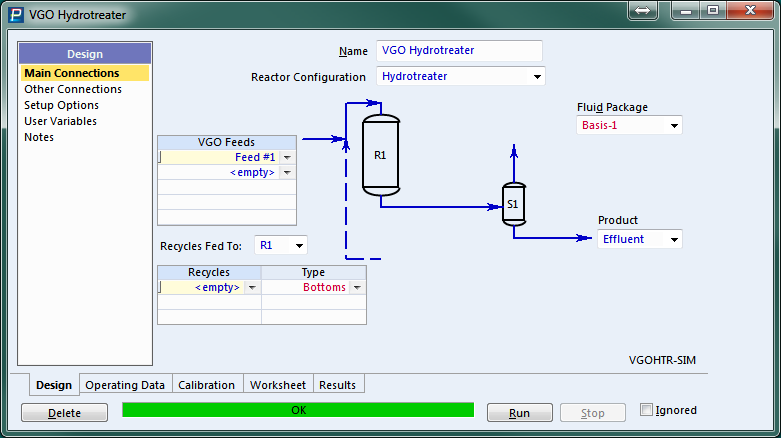 VGO Hydrotreater
Design
Main Connections
Other Connections
Setup Options
User Variables
Notes
Name VGO Hydrotreater
Reactor Configuration Hydrotreater
Fluid Package
Basis-1
VGO Feeds
Feed #1
<empty>
R1
S1
Product
Effluent
Recycles Fed To: R1
Recycles Type
<empty> Bottoms
VGOHTR-SIM
Design Operating Data Calibration Worksheet Results
Delete OK Run Stop Ignored